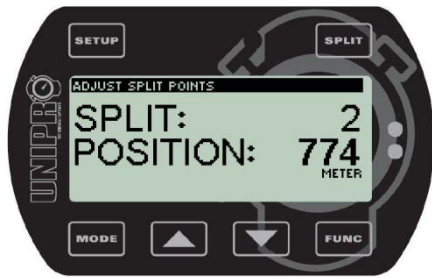 SETUP
SPLIT
ADJUST SPLIT POINTS
SPLIT: 2
POSITION: 774
METER
UNIPRO
MODE
FUNC